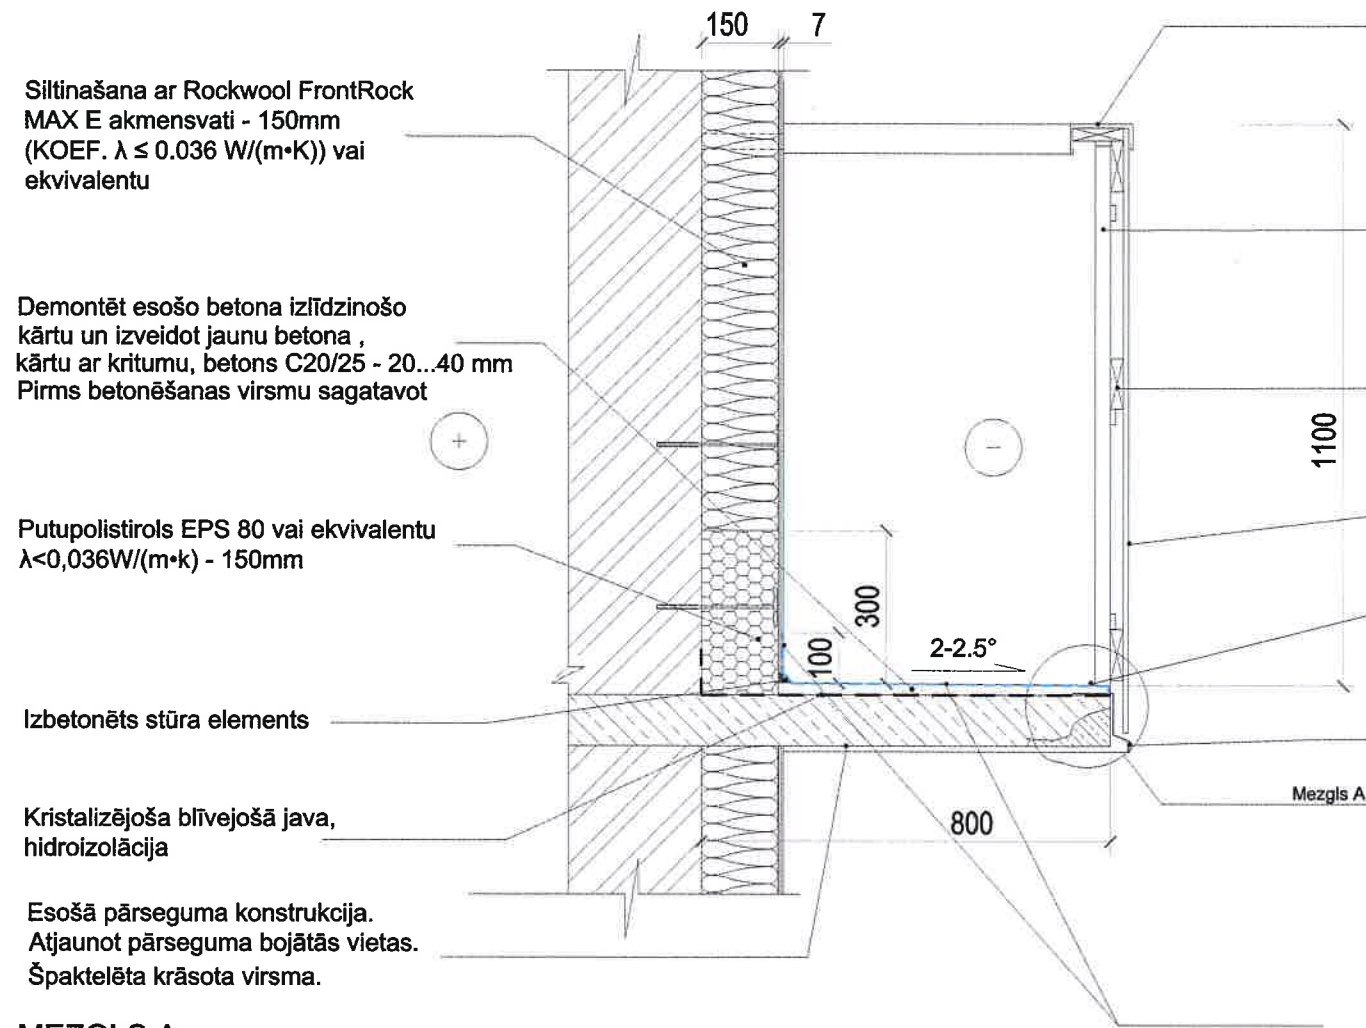 150
7
Siltināšana ar Rockwool FrontRock
MAX E akmensvati - 150mm
(KOEF. λ ≤ 0.036 W/(m•K)) vai
ekvivalentu
Demontēt esošo betona izlīdzinošo
kārtu un izveidot jaunu betona ,
kārtu ar kritumu, betons C20/25 - 20...40 mm
Pirms betonēšanas virsmu sagatavot
+
-
1100
Putupolistirols EPS 80 vai ekvivalentu
λ<0,036W/(m•k) - 150mm
300
100
2-2.5°
Izbetonēts stūra elements
Mezgls A
Kristalizējoša blīvejošā java,
hidroizolācija
800
Esošā pārseguma konstrukcija.
Atjaunot pārseguma bojātās vietas.
Špaktelēta krāsota virsma.
MEZGLS A